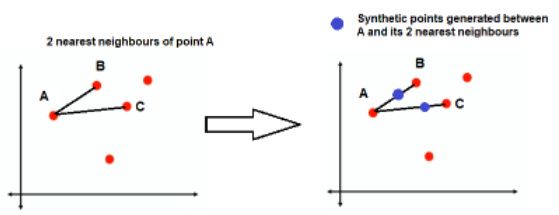 2 nearest neighbours of point A
A
B
C
Synthetic points generated between
A and its 2 nearest neighbours
A
B
C